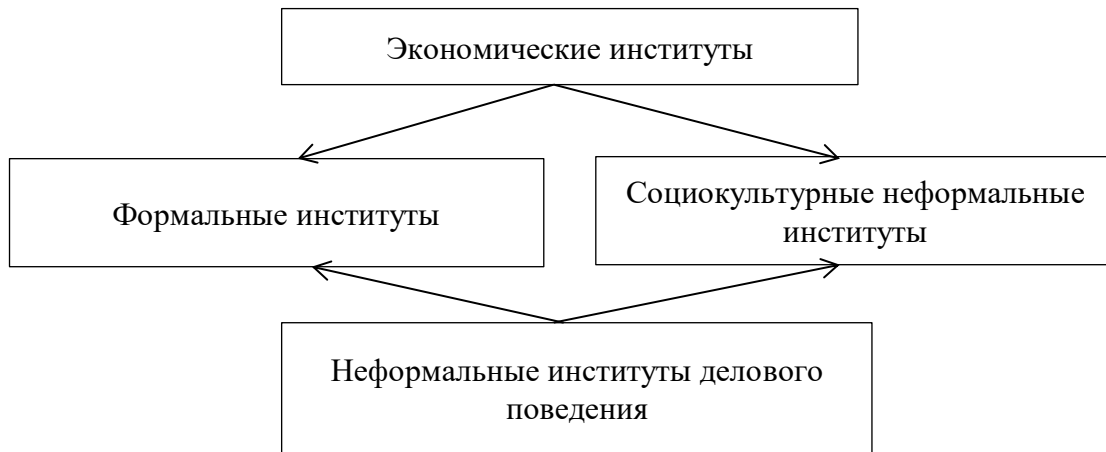 Экономические институты
Формальные институты
Социокультурные неформальные
институты
Неформальные институты делового
поведения